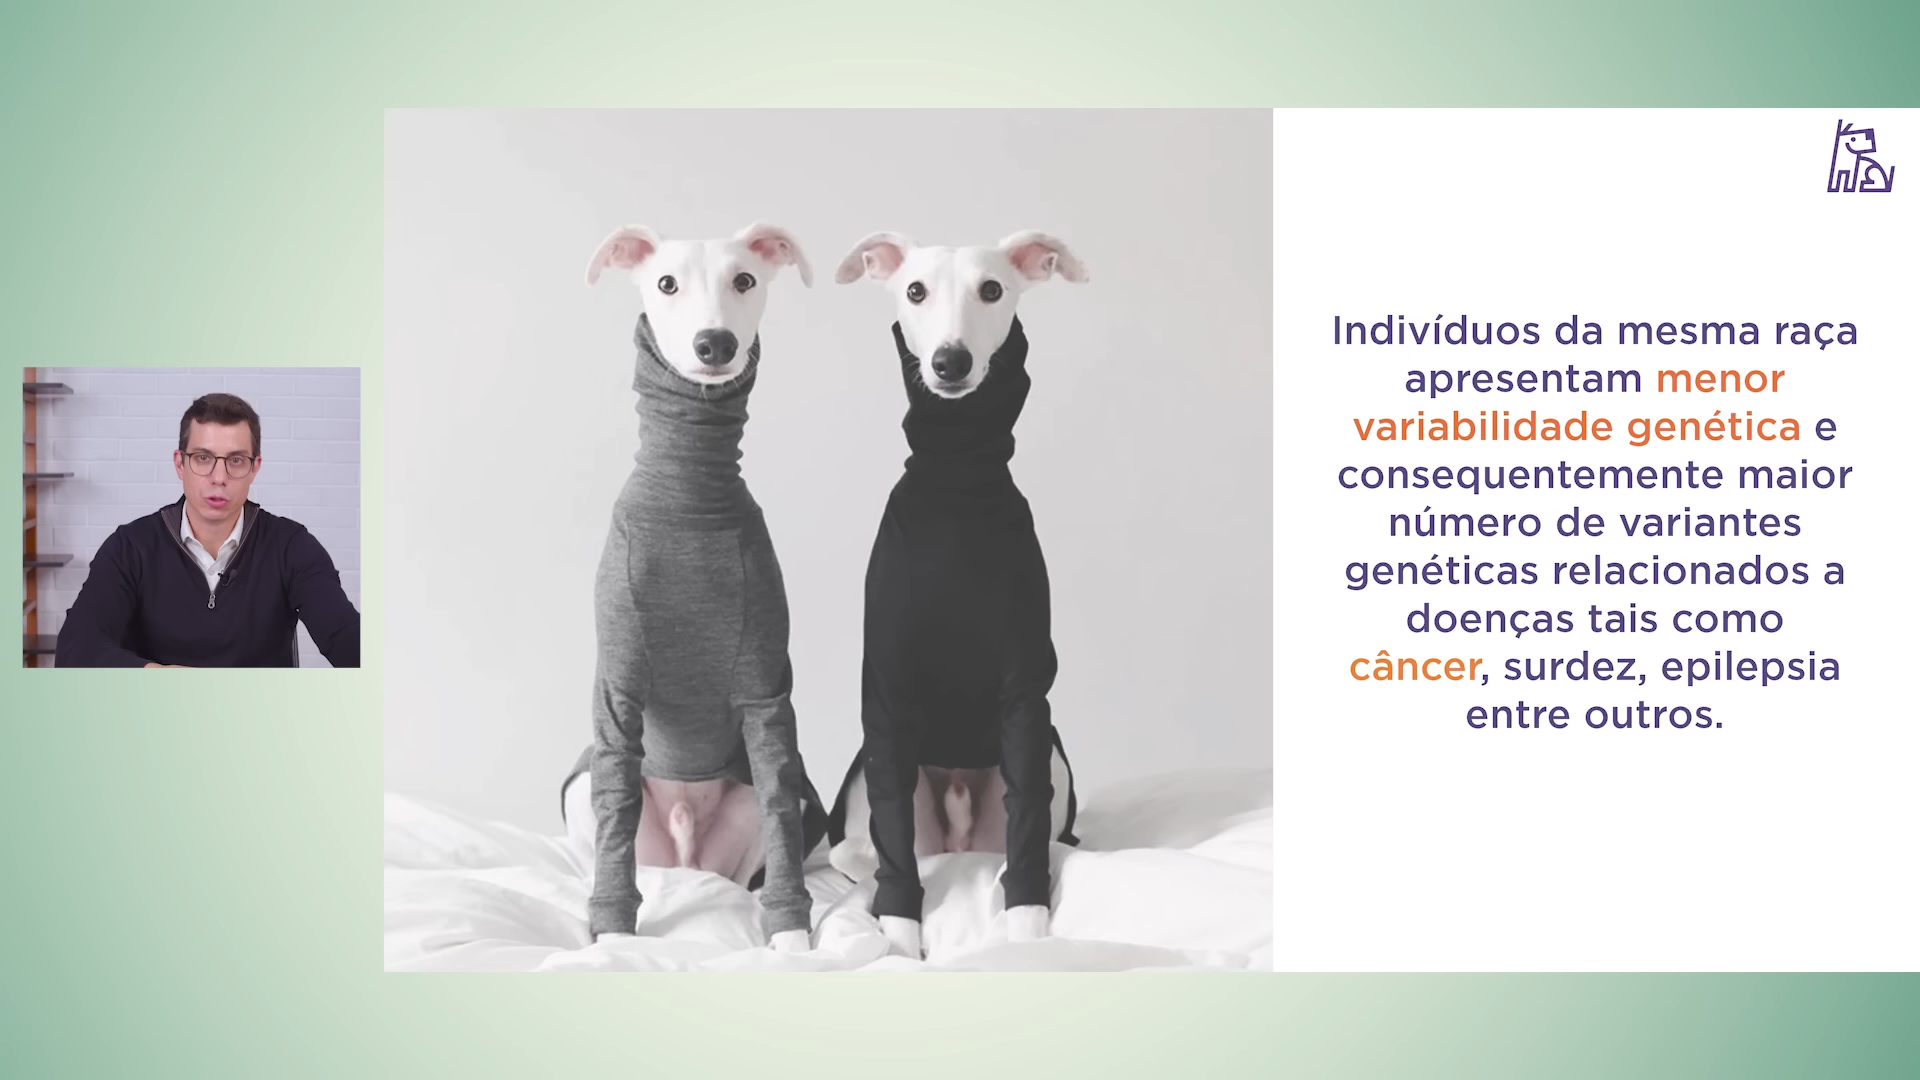 Indivíduos da mesma raça
apresentam menor
variabilidade genética e
consequentemente maior
número de variantes
genéticas relacionados a
doenças tais como
câncer, surdez, epilepsia
entre outros.